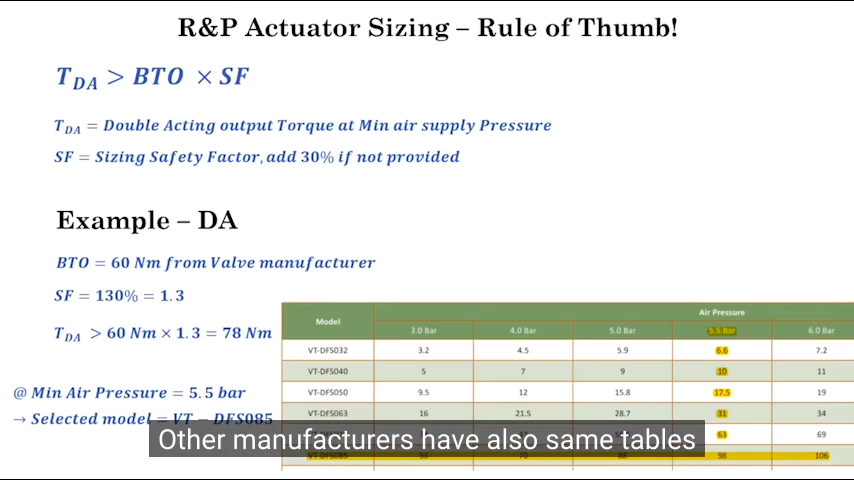 R&P Actuator Sizing – Rule of Thumb!
T_DA > BTO × SF
T_DA = Double Acting output Torque at Min air supply Pressure
SF = Sizing Safety Factor, add 30% if not provided
Example – DA
BTO = 60 Nm from Valve manufacturer
SF = 130% = 1.3
T_DA > 60 Nm × 1.3 = 78 Nm
@ Min Air Pressure = 5.5 bar
→ Selected model = VT – DFS085
Model Air Pressure
3.0 Bar 4.0 Bar 5.0 Bar 5.5 Bar 6.0 Bar
VT-DFS032 3.2 4.5 5.9 6.6 7.2
VT-DFS040 5 7 9 10 11
VT-DFS050 9.5 12 15.8 17.5 19
VT-DFS063 16 21.5 28.7 31 34
63 69
VT-DFS085 53 70 88 98 106
Other manufacturers have also same tables